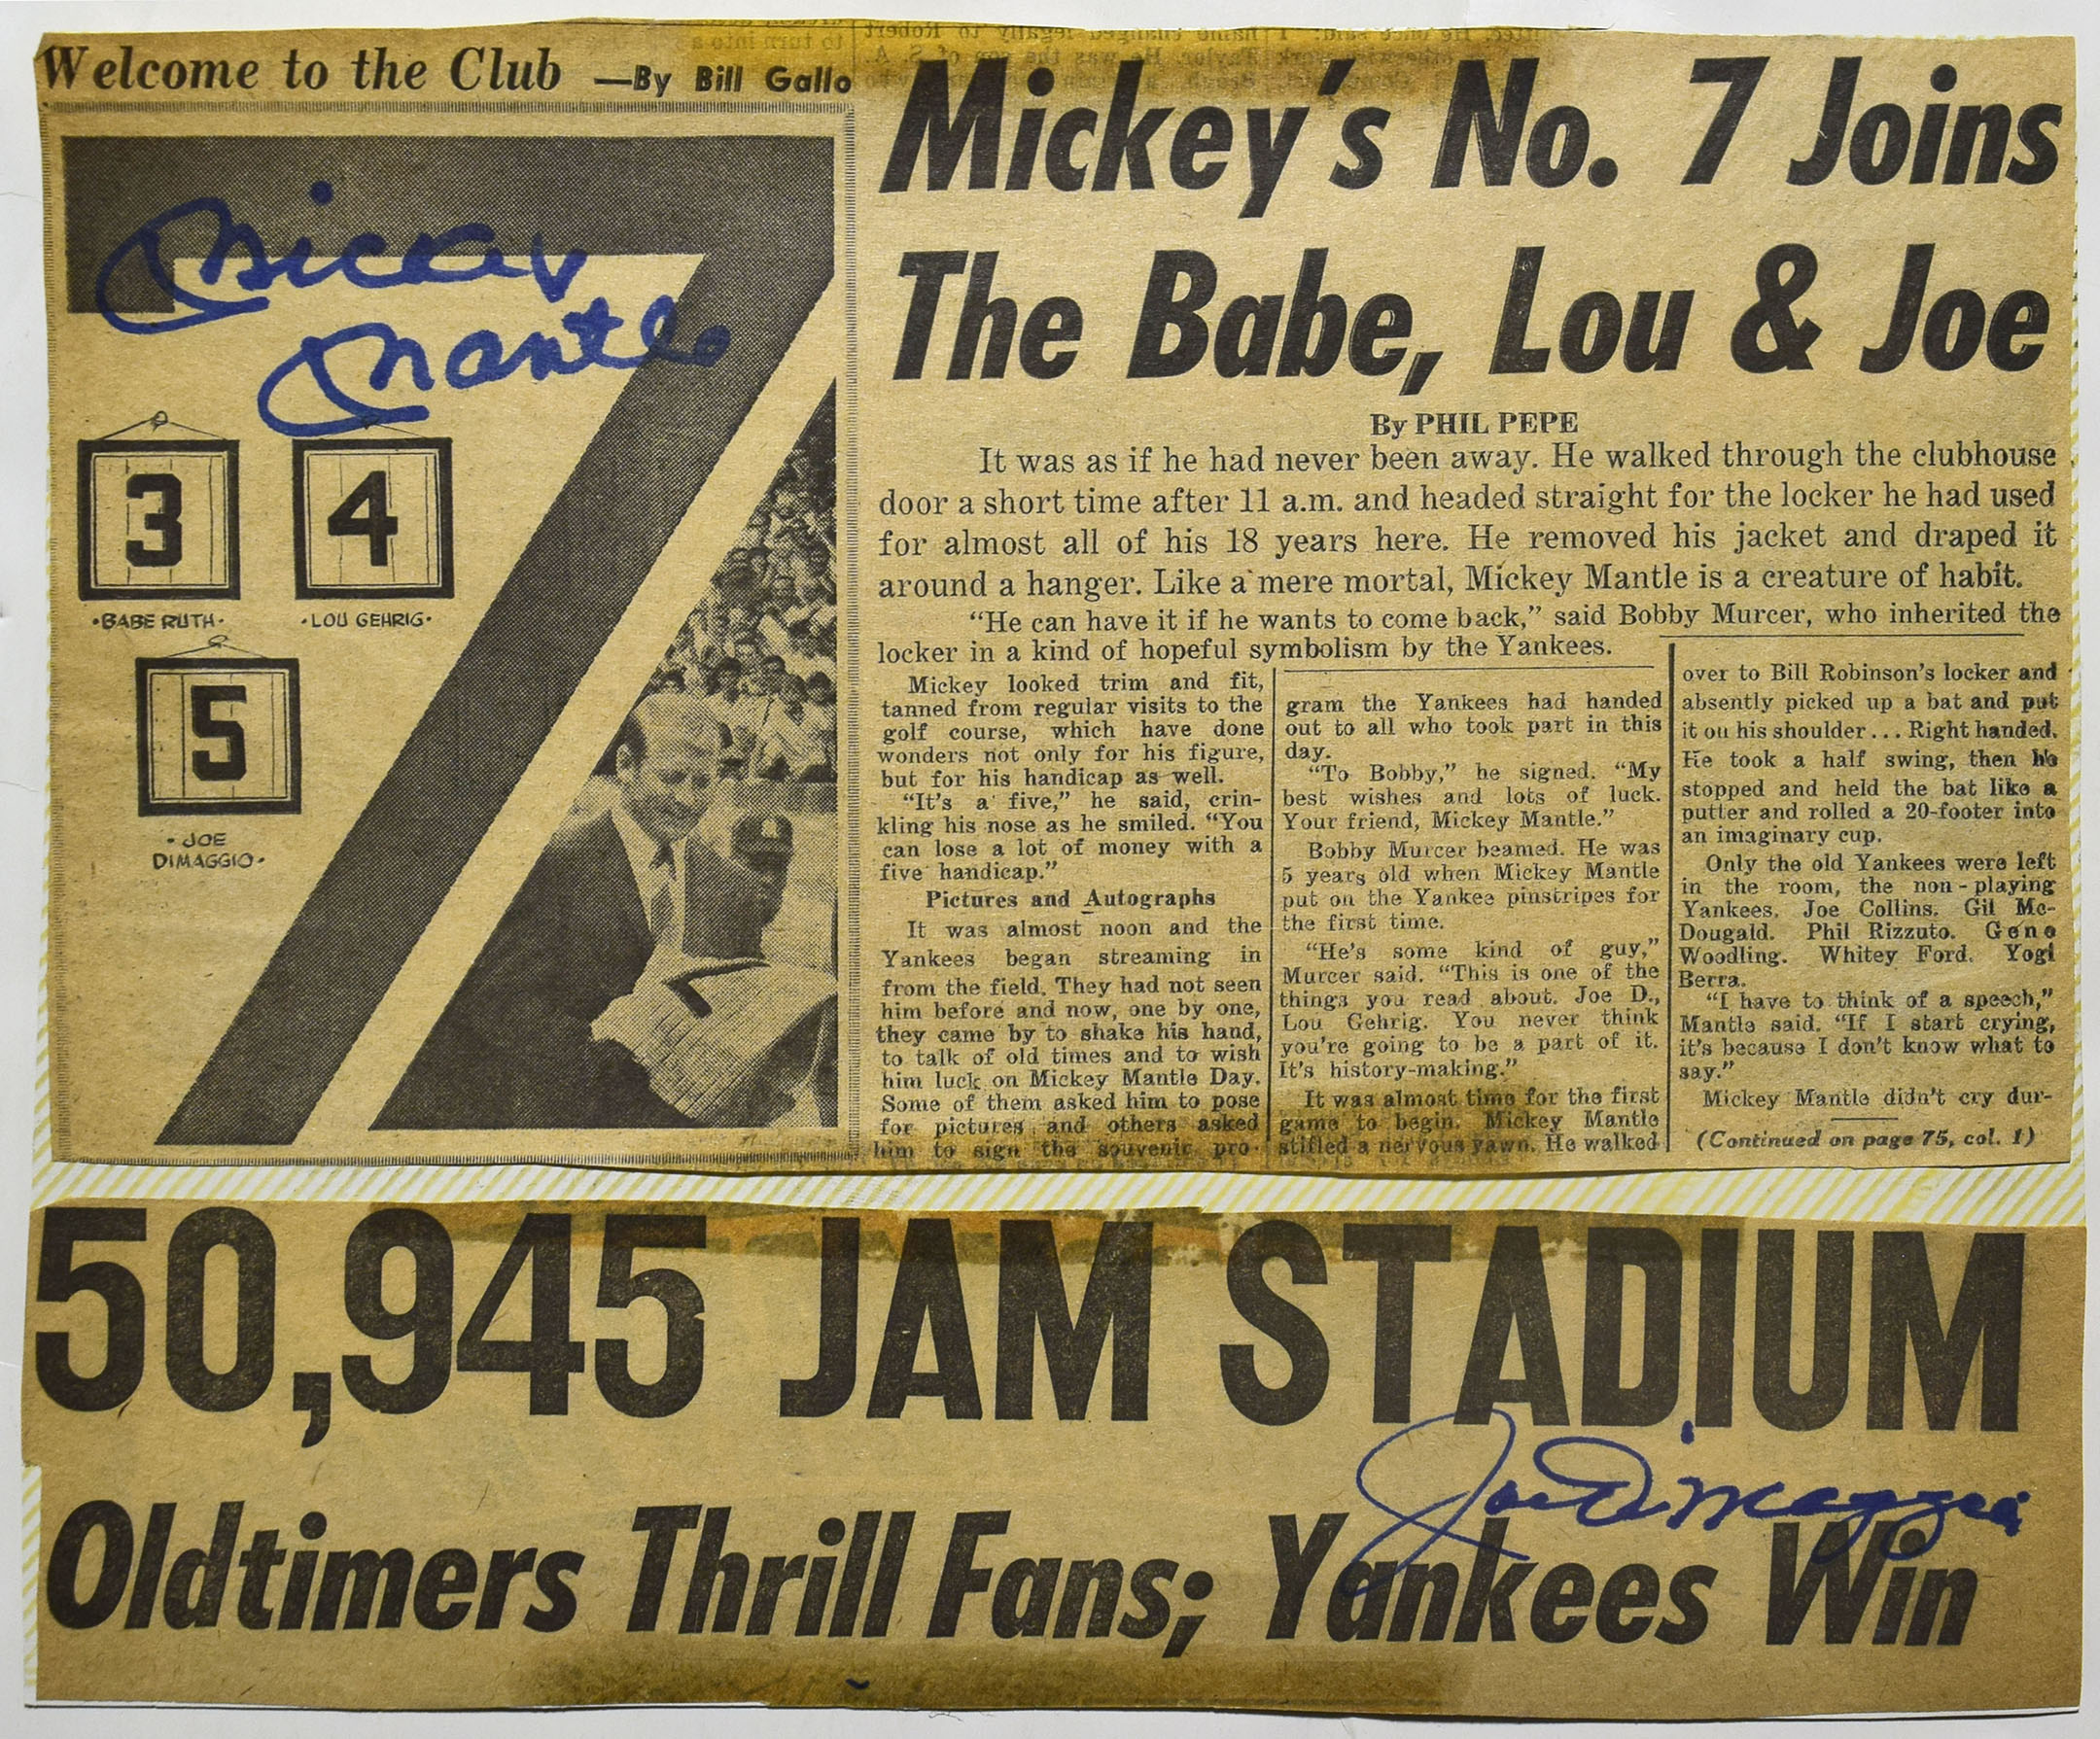 Welcome to the Club —By Bill Gallo
Mickey Mantle
3
4
·BABE RUTH·
·LOU GEHRIG·
5
·JOE
DIMAGGIO·
Mickey's No. 7 Joins
The Babe, Lou & Joe
By PHIL PEPE
It was as if he had never been away. He walked through the clubhouse
door a short time after 11 a.m. and headed straight for the locker he had used
for almost all of his 18 years here. He removed his jacket and draped it
around a hanger. Like a mere mortal, Mickey Mantle is a creature of habit.
“He can have it if he wants to come back,” said Bobby Murcer, who inherited the
locker in a kind of hopeful symbolism by the Yankees.
Mickey looked trim and fit,
tanned from regular visits to the
golf course, which have done
wonders not only for his figure,
but for his handicap as well.
“It's a five,” he said, crin-
kling his nose as he smiled. “You
can lose a lot of money with a
five handicap.”
Pictures and Autographs
It was almost noon and the
Yankees began streaming in
from the field. They had not seen
him before and now, one by one,
they came by to shake his hand,
to talk of old times and to wish
him luck on Mickey Mantle Day.
Some of them asked him to pose
for pictures and others asked
him to sign the souvenir pro-
gram the Yankees had handed
out to all who took part in this
day.
“To Bobby,” he signed. “My
best wishes and lots of luck.
Your friend, Mickey Mantle.”
Bobby Murcer beamed. He was
5 years old when Mickey Mantle
put on the Yankee pinstripes for
the first time.
“He's some kind of guy,”
Murcer said. “This is one of the
things you read about. Joe D.,
Lou Gehrig. You never think
you're going to be a part of it.
It's history-making.”
It was almost time for the first
game to begin. Mickey Mantle
stifled a nervous yawn. He walked
over to Bill Robinson's locker and
absently picked up a bat and put
it on his shoulder... Right handed.
He took a half swing, then he
stopped and held the bat like a
putter and rolled a 20-footer into
an imaginary cup.
Only the old Yankees were left
in the room, the non-playing
Yankees. Joe Collins. Gil Mc-
Dougald. Phil Rizzuto. Gene
Woodling. Whitey Ford. Yogi
Berra.
“I have to think of a speech,”
Mantle said. “If I start crying,
it's because I don't know what to
say.”
Mickey Mantle didn't cry dur-
(Continued on page 75, col. 1)
50,945 JAM STADIUM
Joe DiMaggio
Oldtimers Thrill Fans; Yankees Win